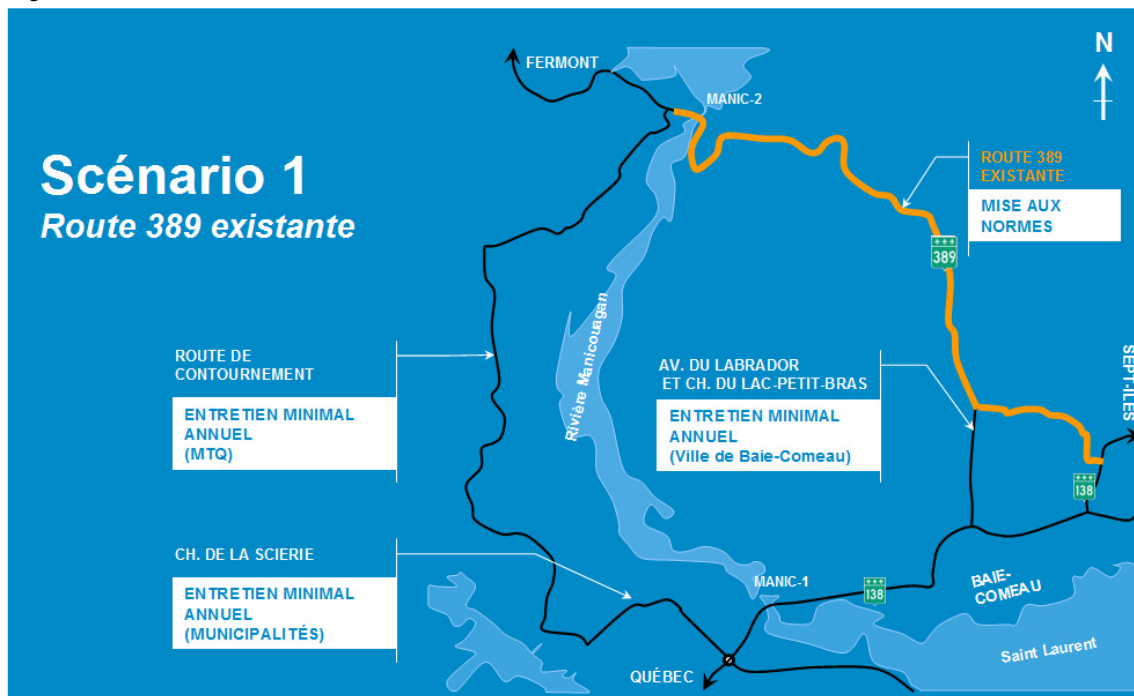 FERMONT
N
MANIC-2
Scénario 1
Route 389 existante
ROUTE 389
EXISTANTE
MISE AUX
NORMES
389
Rivière Manicouagan
ROUTE DE
CONTOURNEMENT
ENTRETIEN MINIMAL
ANNUEL
(MTQ)
AV. DU LABRADOR
ET CH. DU LAC-PETIT-BRAS
ENTRETIEN MINIMAL
ANNUEL
(Ville de Baie-Comeau)
SEPT-ILES
138
CH. DE LA SCIERIE
ENTRETIEN MINIMAL
ANNUEL
(MUNICIPALITÉS)
MANIC-1
138
BAIE-
COMEAU
Saint Laurent
QUÉBEC